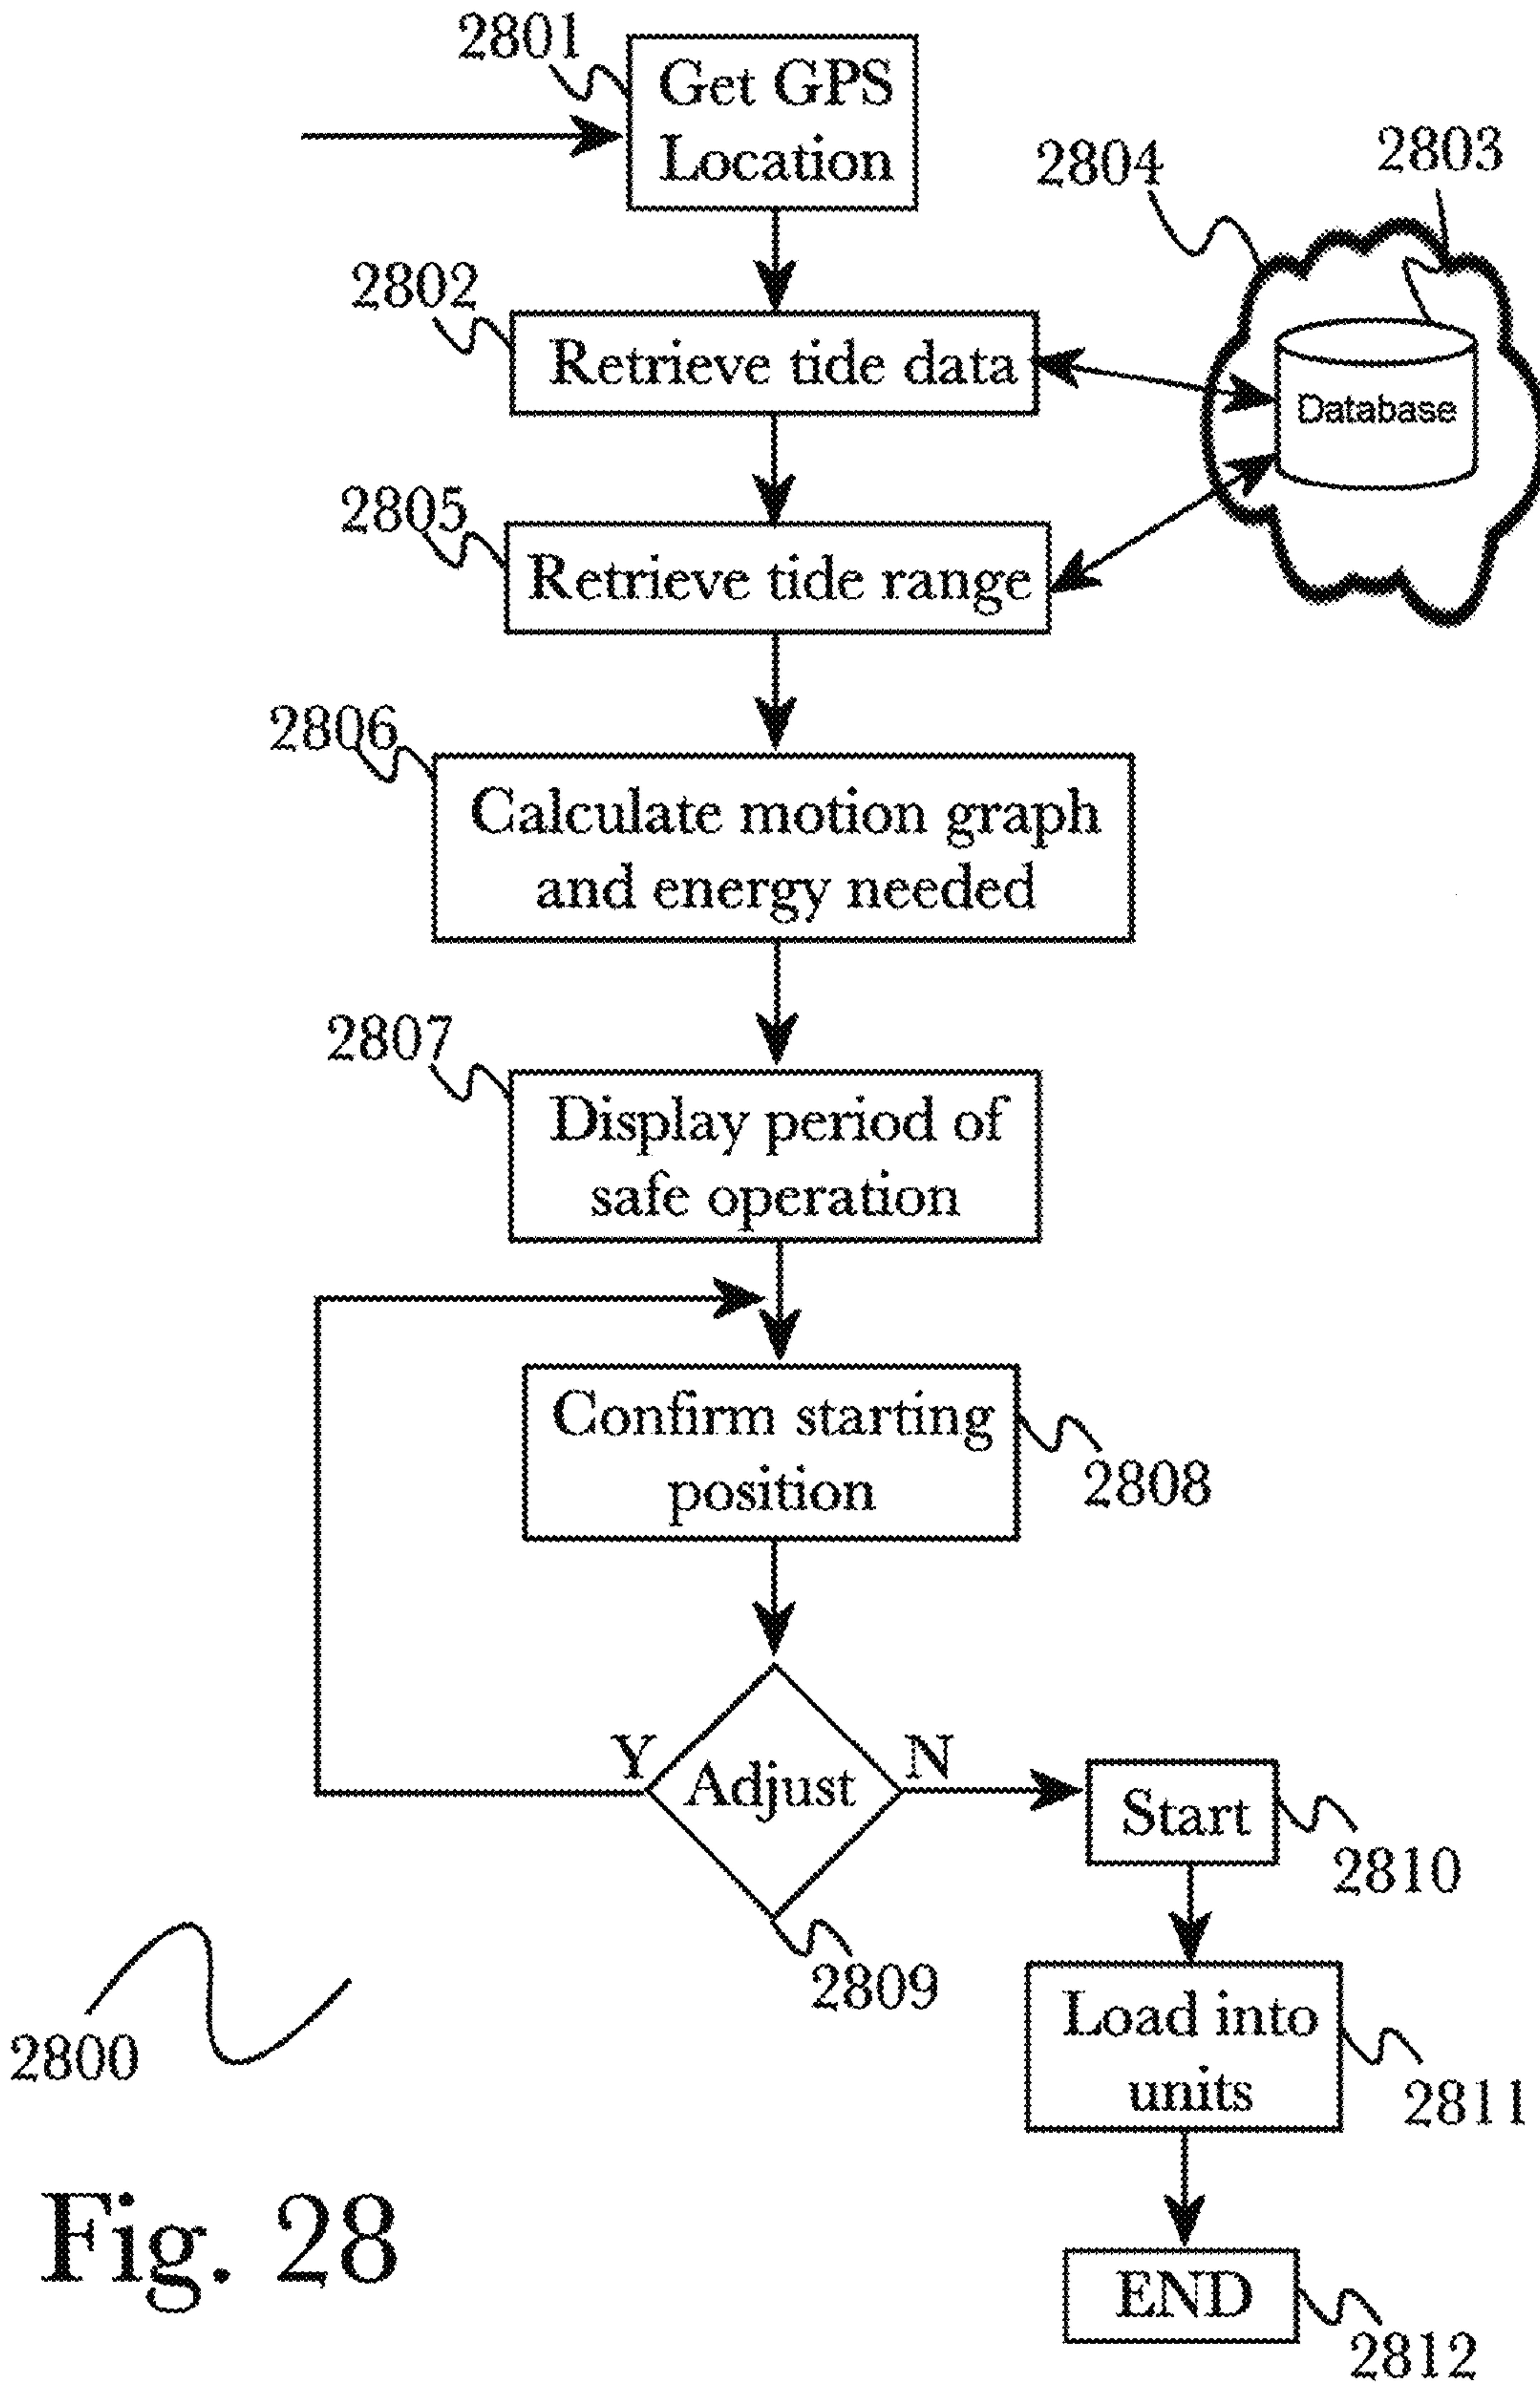 2801
Get GPS
Location
2804
2803
2802
Retrieve tide data
Database
2805
Retrieve tide range
2806
Calculate motion graph
and energy needed
2807
Display period of
safe operation
Confirm starting
position
2808
Y
Adjust
N
Start
2810
2809
2800
Load into
units
2811
Fig. 28
END
2812